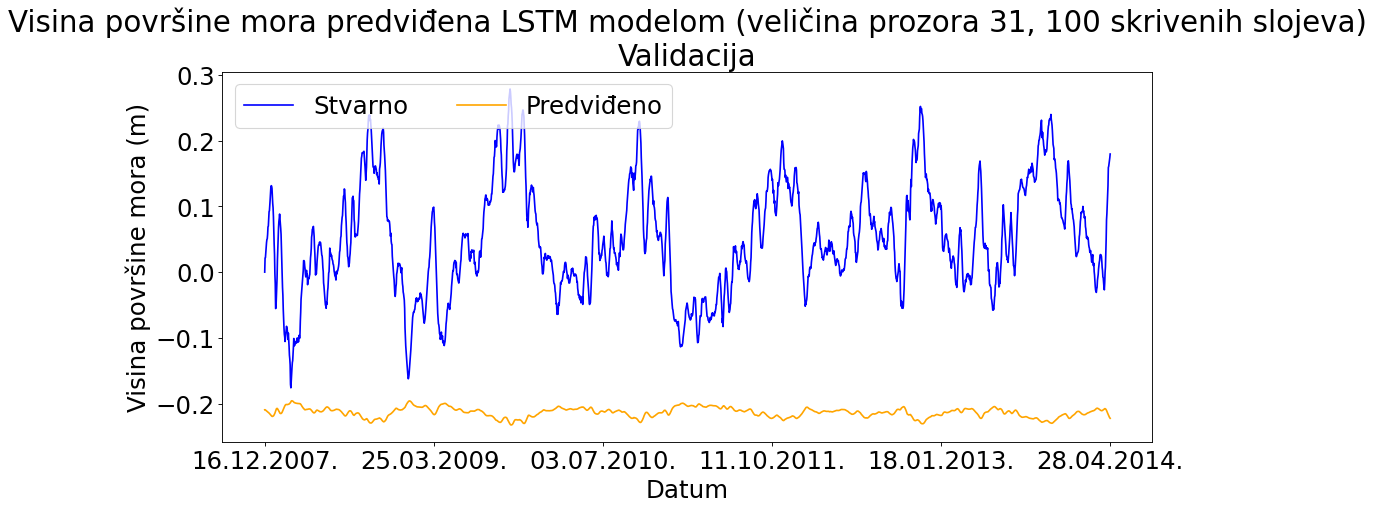 Visina površine mora predviđena LSTM modelom (veličina prozora 31, 100 skrivenih slojeva)
Validacija
Stvarno
Predviđeno
Visina površine mora (m)
0.3
0.2
0.1
0.0
−0.1
−0.2
16.12.2007.
25.03.2009.
03.07.2010.
11.10.2011.
18.01.2013.
28.04.2014.
Datum